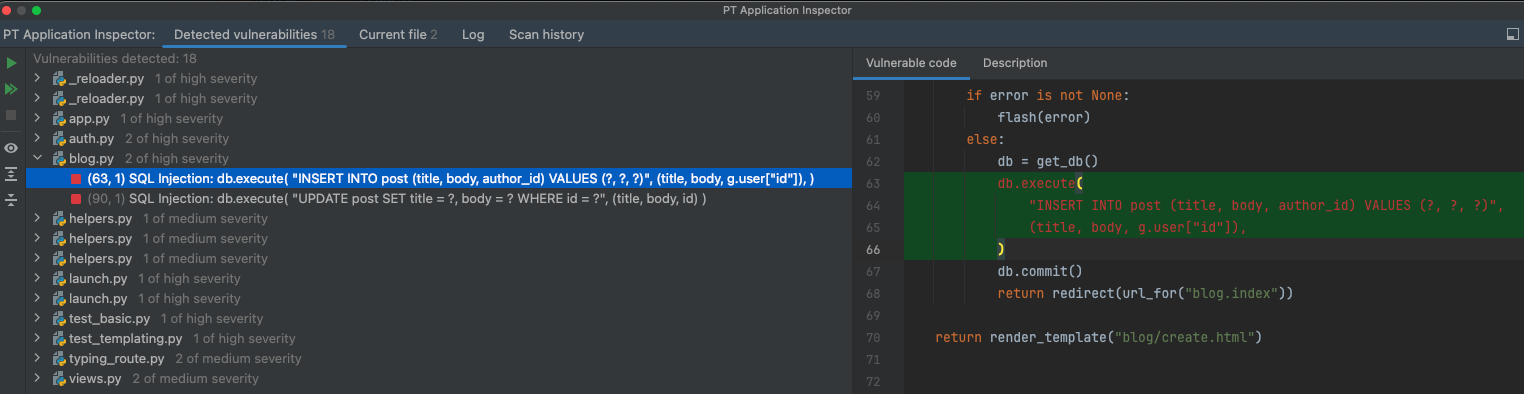 PT Application Inspector
PT Application Inspector: Detected vulnerabilities 18 Current file 2 Log Scan history
Vulnerabilities detected: 18
_reloader.py 1 of high severity
_reloader.py 1 of high severity
app.py 1 of high severity
auth.py 2 of high severity
blog.py 2 of high severity
(63, 1) SQL Injection: db.execute( "INSERT INTO post (title, body, author_id) VALUES (?, ?, ?)", (title, body, g.user["id"]), )
(90, 1) SQL Injection: db.execute( "UPDATE post SET title = ?, body = ? WHERE id = ?", (title, body, id) )
helpers.py 1 of medium severity
helpers.py 1 of medium severity
helpers.py 1 of medium severity
launch.py 1 of high severity
launch.py 1 of high severity
test_basic.py 1 of high severity
test_templating.py 1 of high severity
typing_route.py 2 of medium severity
views.py 2 of medium severity
Vulnerable code Description
59 if error is not None:
60 flash(error)
61 else:
62 db = get_db()
63 db.execute(
64 "INSERT INTO post (title, body, author_id) VALUES (?, ?, ?)",
65 (title, body, g.user["id"]),
66 )
67 db.commit()
68 return redirect(url_for("blog.index"))
69
70 return render_template("blog/create.html")
71
72